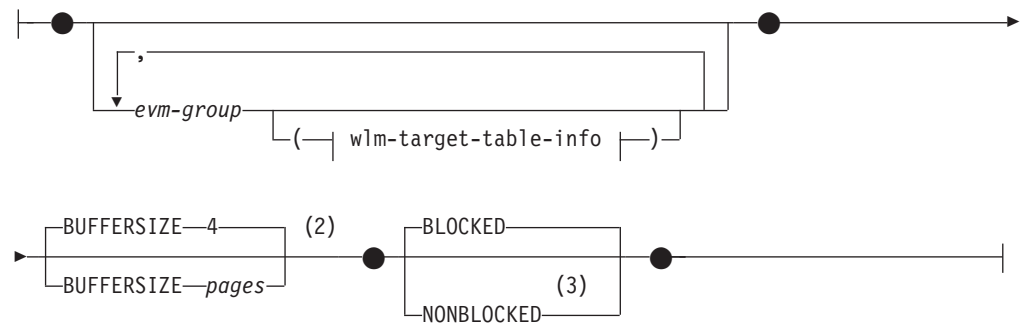 ,
evm-group
( wlm-target-table-info )
BUFFERSIZE 4 (2) BLOCKED
BUFFERSIZE pages (3)
NONBLOCKED